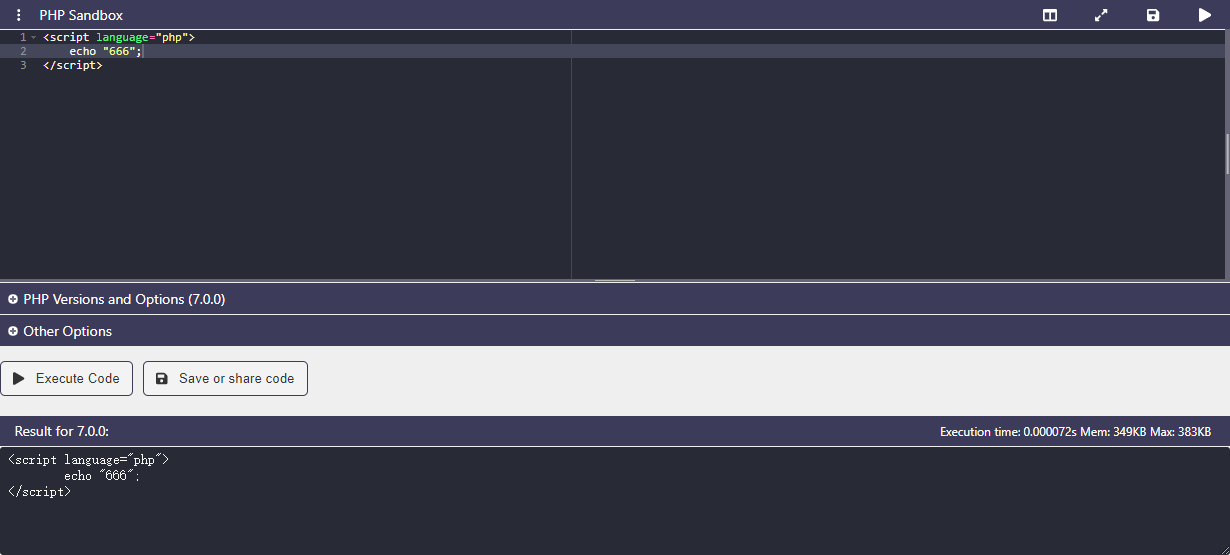 PHP Sandbox
1 <script language="php">
2 echo "666";
3 </script>
PHP Versions and Options (7.0.0)
Other Options
Execute Code Save or share code
Result for 7.0.0: Execution time: 0.000072s Mem: 349KB Max: 383KB
<script language="php">
echo "666";
</script>